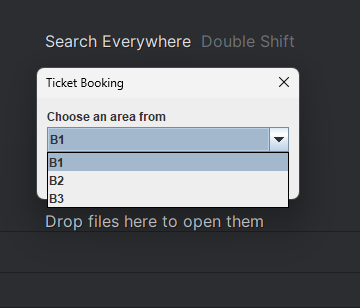 Search Everywhere Double Shift
Ticket Booking
Choose an area from
B1
B1
B2
B3
Drop files here to open them